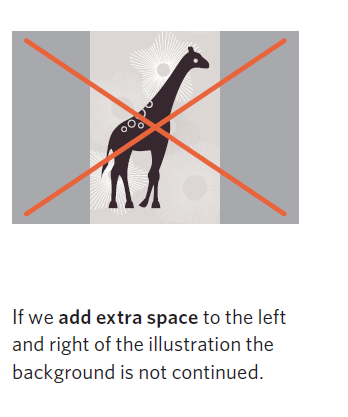 If we add extra space to the left
and right of the illustration the
background is not continued.